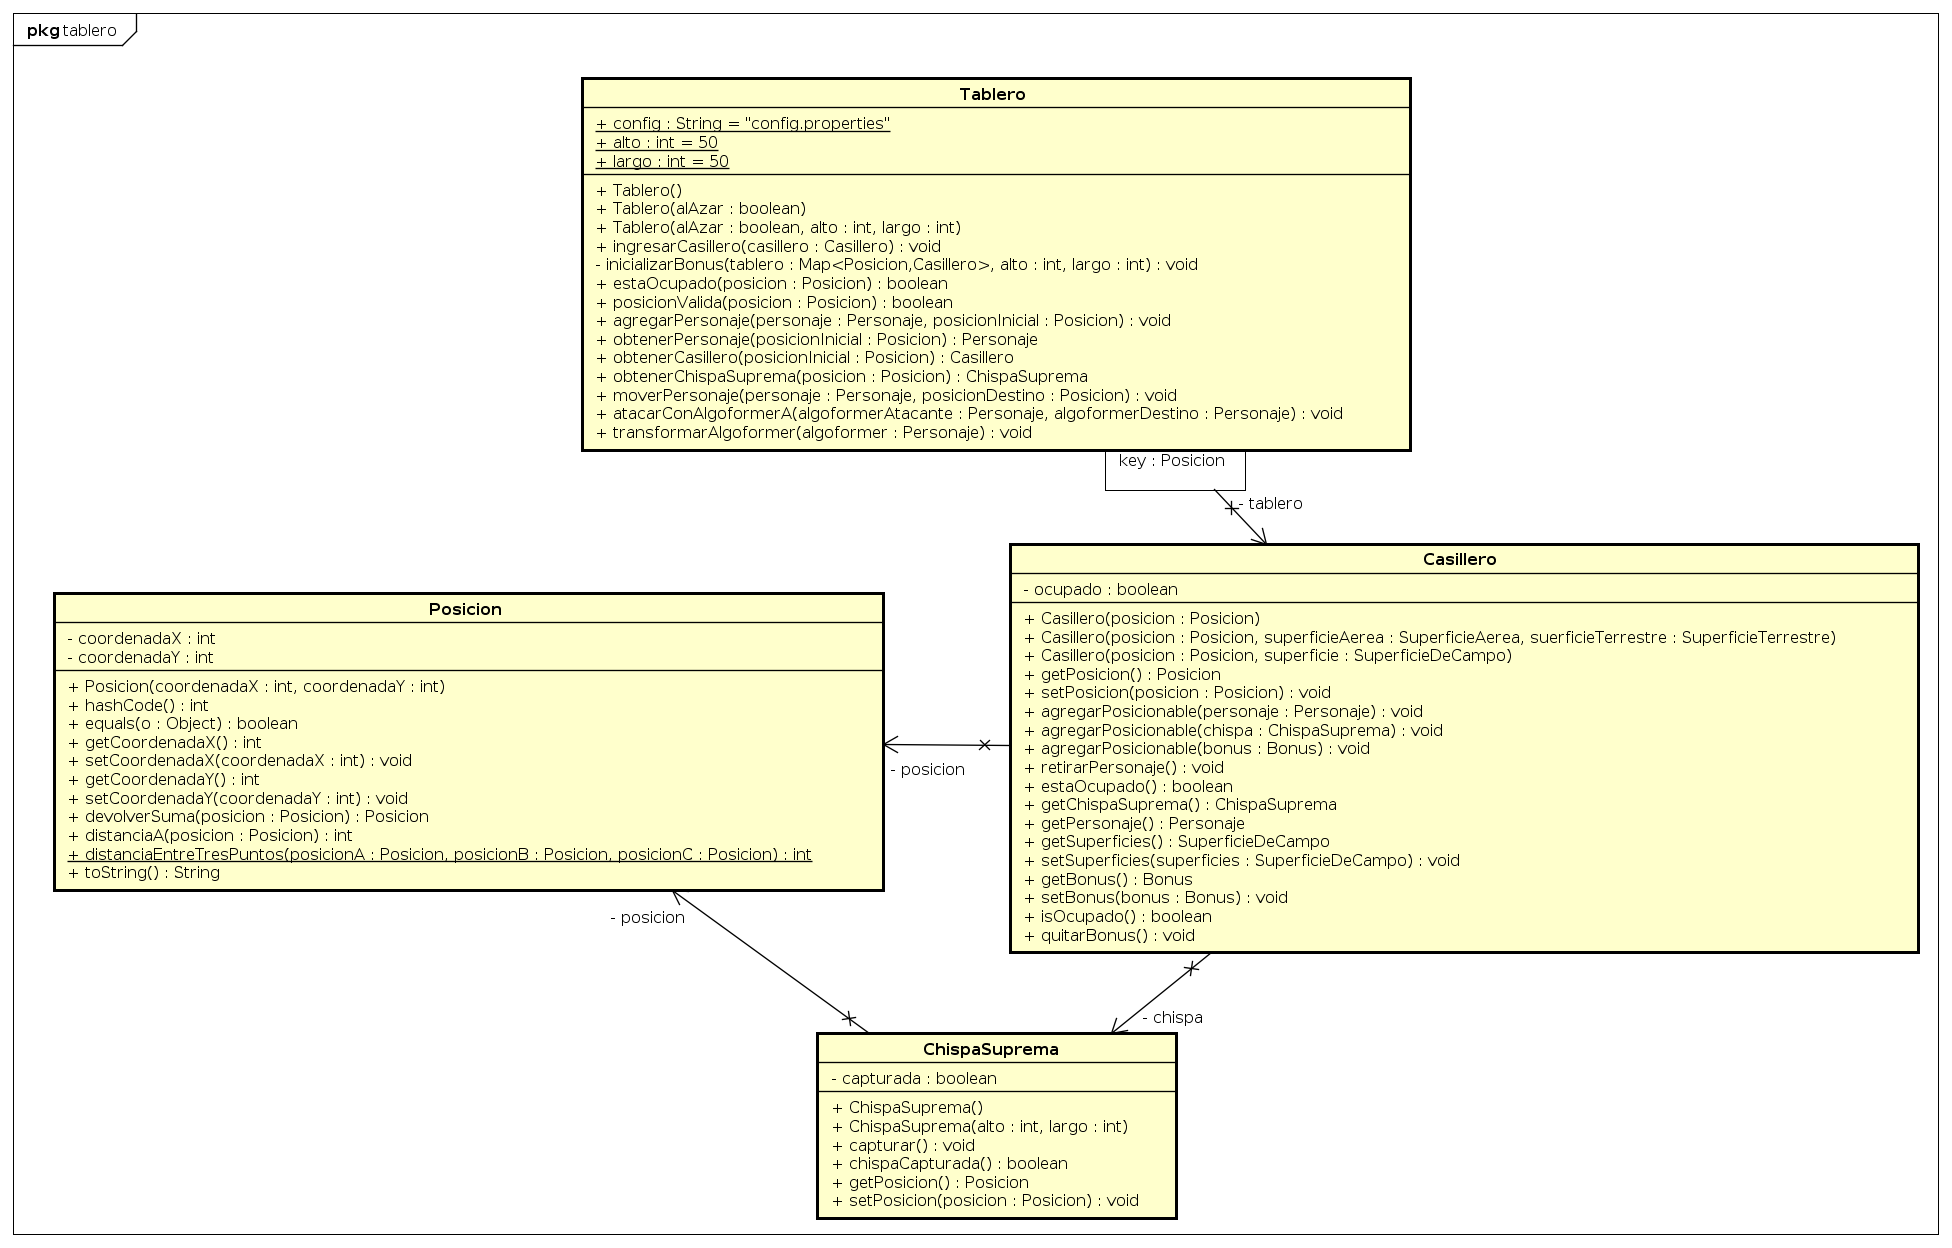 pkg tablero
Tablero
+ config : String = "config.properties"
+ alto : int = 50
+ largo : int = 50
+ Tablero()
+ Tablero(alAzar : boolean)
+ Tablero(alAzar : boolean, alto : int, largo : int)
+ ingresarCasillero(casillero : Casillero) : void
- inicializarBonus(tablero : Map<Posicion,Casillero>, alto : int, largo : int) : void
+ estaOcupado(posicion : Posicion) : boolean
+ posicionValida(posicion : Posicion) : boolean
+ agregarPersonaje(personaje : Personaje, posicionInicial : Posicion) : void
+ obtenerPersonaje(posicionInicial : Posicion) : Personaje
+ obtenerCasillero(posicionInicial : Posicion) : Casillero
+ obtenerChispaSuprema(posicion : Posicion) : ChispaSuprema
+ moverPersonaje(personaje : Personaje, posicionDestino : Posicion) : void
+ atacarConAlgoformerA(algoformerAtacante : Personaje, algoformerDestino : Personaje) : void
+ transformarAlgoformer(algoformer : Personaje) : void
key : Posicion
- tablero
Casillero
- ocupado : boolean
+ Casillero(posicion : Posicion)
+ Casillero(posicion : Posicion, superficieAerea : SuperficieAerea, suerficieTerrestre : SuperficieTerrestre)
+ Casillero(posicion : Posicion, superficie : SuperficieDeCampo)
+ getPosicion() : Posicion
+ setPosicion(posicion : Posicion) : void
+ agregarPosicionable(personaje : Personaje) : void
+ agregarPosicionable(chispa : ChispaSuprema) : void
+ agregarPosicionable(bonus : Bonus) : void
+ retirarPersonaje() : void
+ estaOcupado() : boolean
+ getChispaSuprema() : ChispaSuprema
+ getPersonaje() : Personaje
+ getSuperficies() : SuperficieDeCampo
+ setSuperficies(superficies : SuperficieDeCampo) : void
+ getBonus() : Bonus
+ setBonus(bonus : Bonus) : void
+ isOcupado() : boolean
+ quitarBonus() : void
Posicion
- coordenadaX : int
- coordenadaY : int
+ Posicion(coordenadaX : int, coordenadaY : int)
+ hashCode() : int
+ equals(o : Object) : boolean
+ getCoordenadaX() : int
+ setCoordenadaX(coordenadaX : int) : void
+ getCoordenadaY() : int
+ setCoordenadaY(coordenadaY : int) : void
+ devolverSuma(posicion : Posicion) : Posicion
+ distanciaA(posicion : Posicion) : int
+ distanciaEntreTresPuntos(posicionA : Posicion, posicionB : Posicion, posicionC : Posicion) : int
+ toString() : String
- posicion
- posicion
- chispa
ChispaSuprema
- capturada : boolean
+ ChispaSuprema()
+ ChispaSuprema(alto : int, largo : int)
+ capturar() : void
+ chispaCapturada() : boolean
+ getPosicion() : Posicion
+ setPosicion(posicion : Posicion) : void